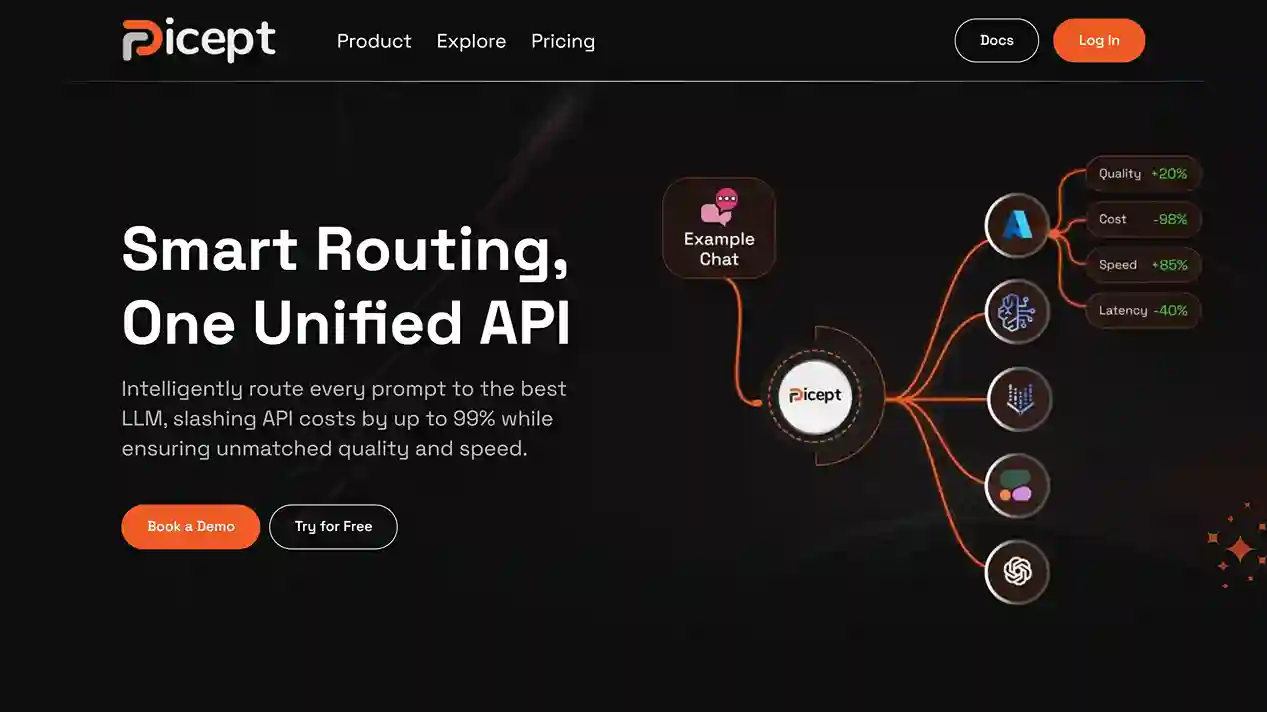 Picept
Product Explore Pricing
Docs
Log In
Smart Routing,
One Unified API
Intelligently route every prompt to the best
LLM, slashing API costs by up to 99% while
ensuring unmatched quality and speed.
Book a Demo
Try for Free
Example
Chat
Picept
Quality +20%
Cost -98%
Speed +85%
Latency -40%